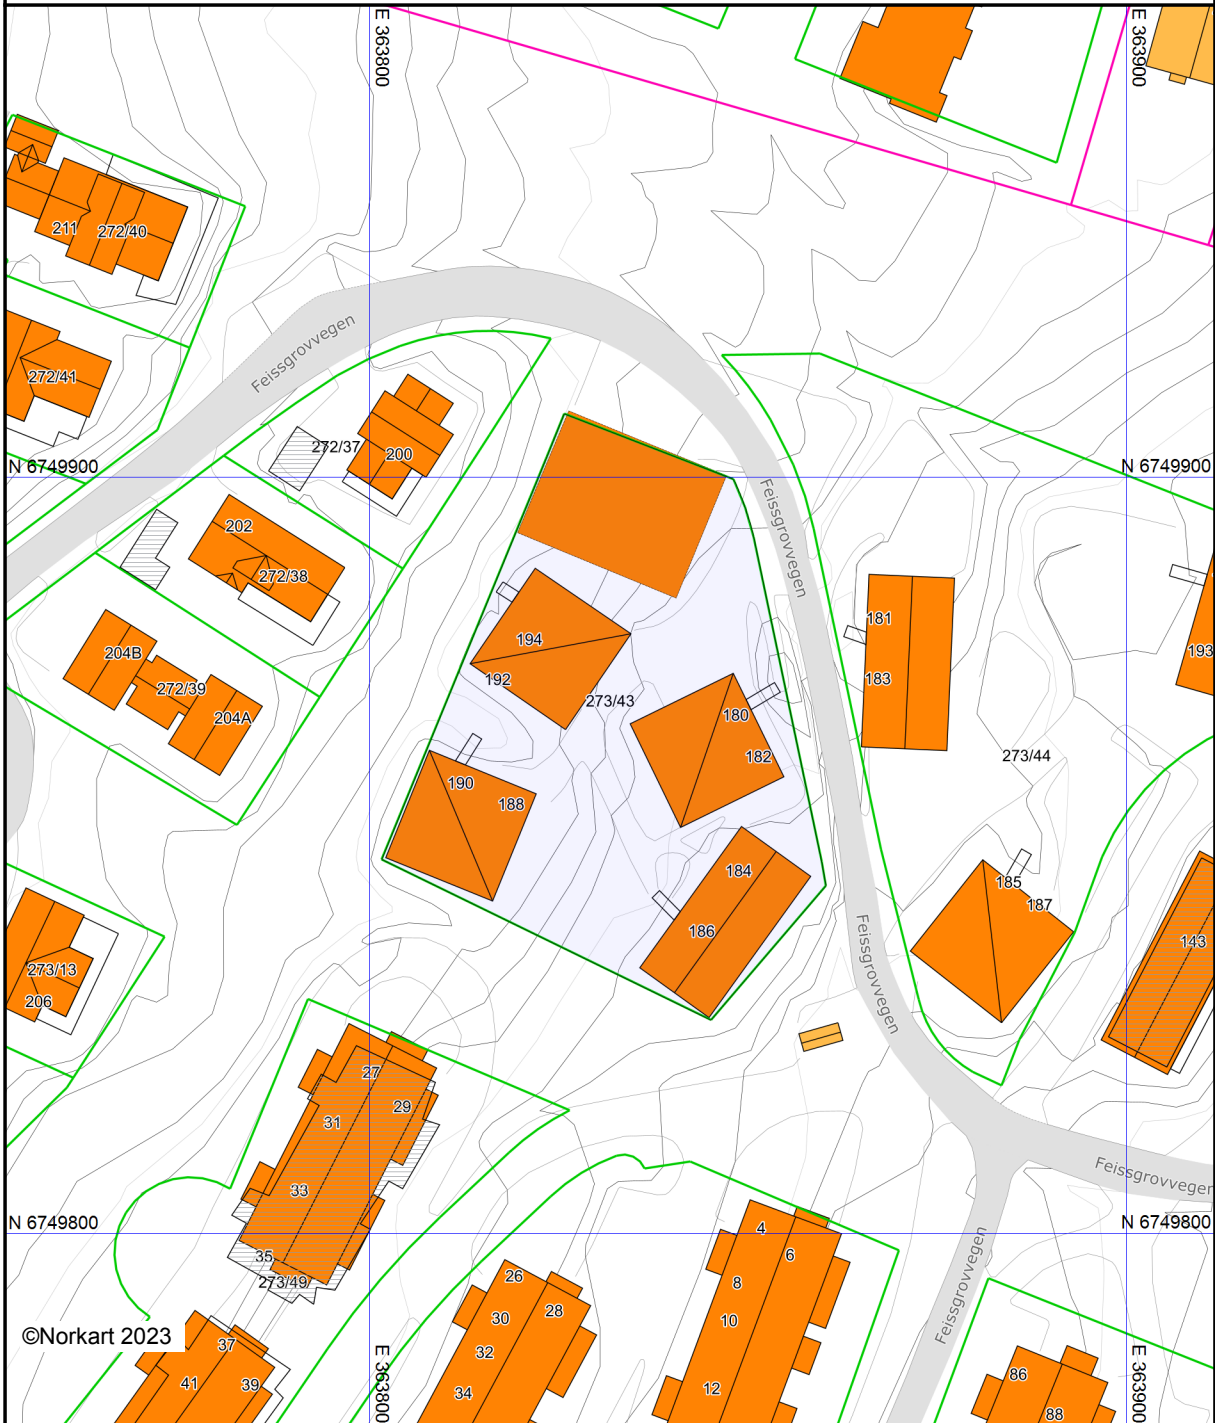 E 363800
E 363900
211
272/40
Feissgrovvegen
272/41
272/37
200
N 6749900
N 6749900
Feissgrovvegen
202
272/38
181
194
204B
193
192
183
272/39
273/43
204A
180
182
273/44
190
188
184
185
187
186
143
Feissgrovvegen
273/13
206
27
29
31
Feissgrovvegen
33
N 6749800
N 6749800
4
6
35
Feissgrovvegen
273/49
26
8
28
30
10
©Norkart 2023
37
32
E 363800
E 363900
86
41
39
34
12
88